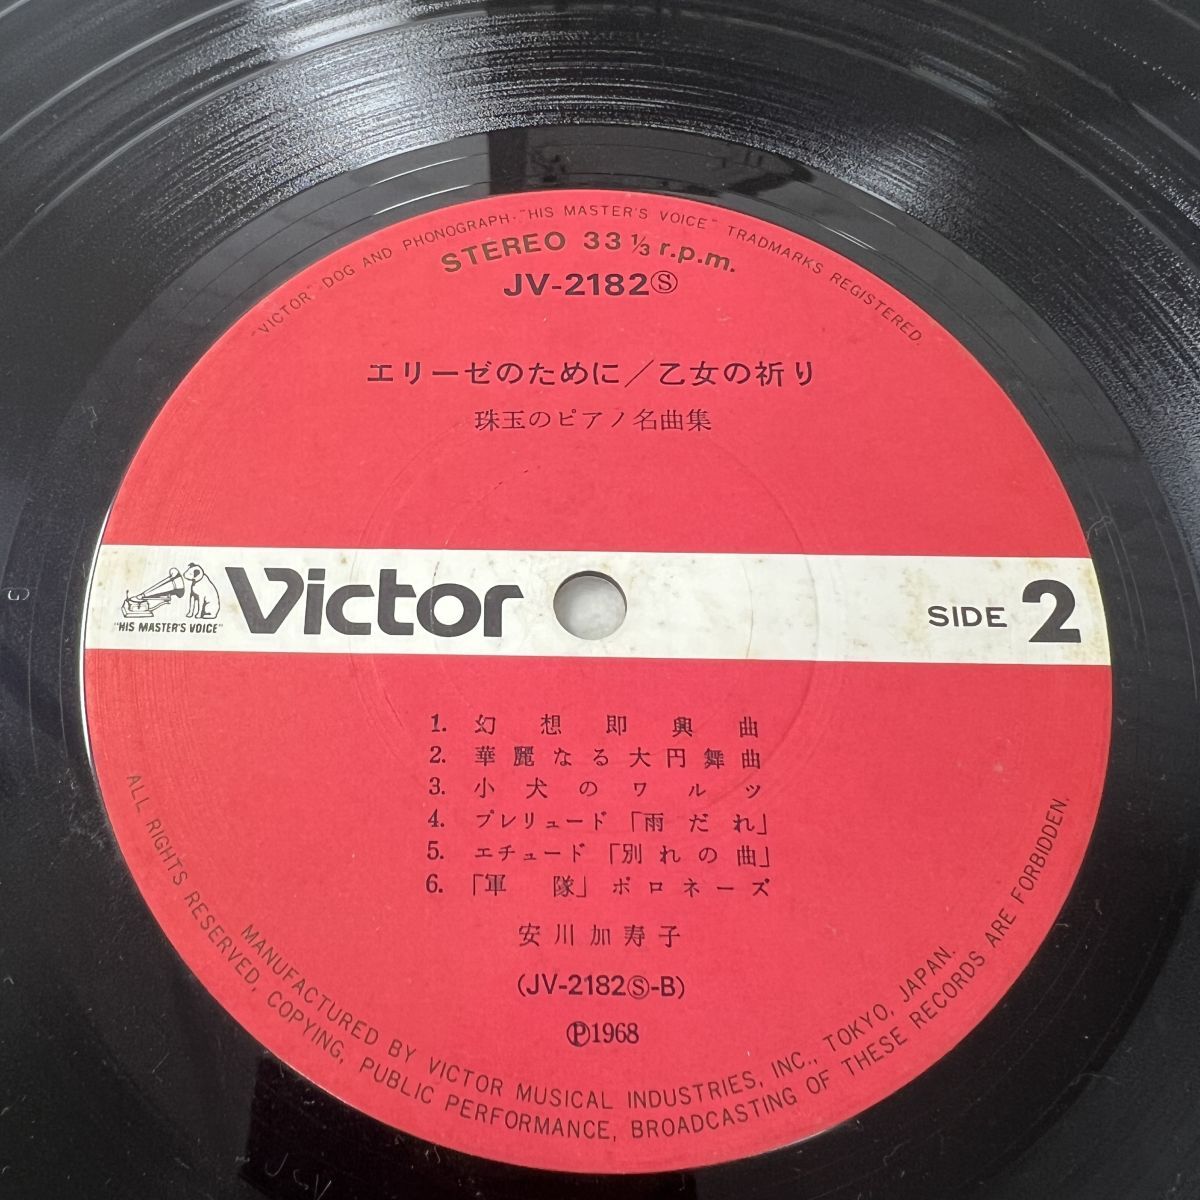 "VICTOR" DOG AND PHONOGRAPH·"HIS MASTER'S VOICE" TRADMARKS REGISTERED.
STEREO 33 1/3 r.p.m.
JV-2182Ⓢ
エリーゼのために/乙女の祈り
珠玉のピアノ名曲集
"HIS MASTER'S VOICE"
Victor
SIDE 2
1. 幻想即興曲
2. 華麗なる大円舞曲
3. 小犬のワルツ
4. プレリュード「雨だれ」
5. エチュード「別れの曲」
6. 「軍隊」ポロネーズ
安川加寿子
(JV-2182Ⓢ-B)
Ⓟ1968
MANUFACTURED BY VICTOR MUSICAL INDUSTRIES, INC., TOKYO, JAPAN.
ALL RIGHTS RESERVED, COPYING, PUBLIC PERFORMANCE, BROADCASTING OF THESE RECORDS ARE FORBIDDEN.